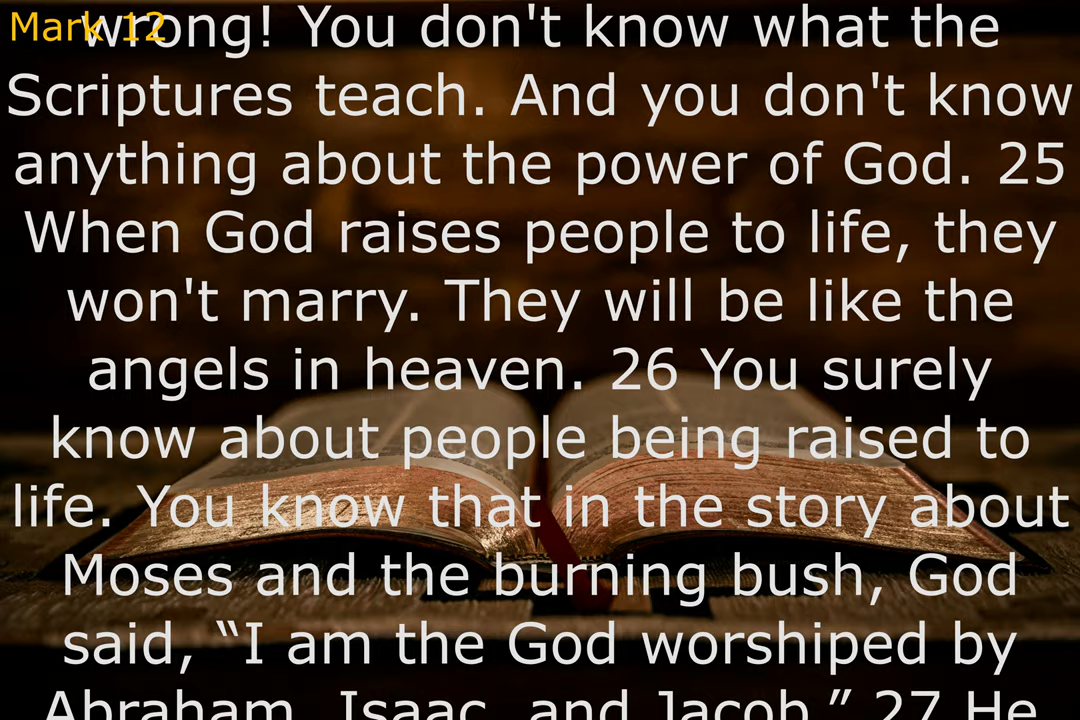 Mark 12
wrong! You don't know what the
Scriptures teach. And you don't know
anything about the power of God. 25
When God raises people to life, they
won't marry. They will be like the
angels in heaven. 26 You surely
know about people being raised to
life. You know that in the story about
Moses and the burning bush, God
said, “I am the God worshiped by
Abraham, Isaac, and Jacob.” 27 He